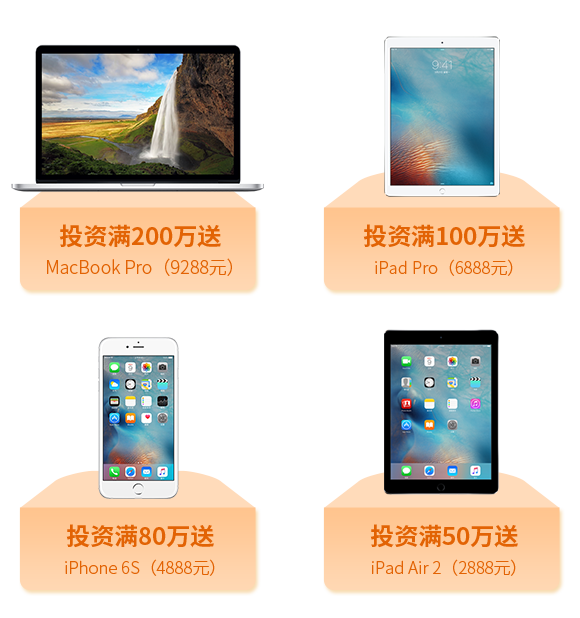 9:41
投资满200万送
MacBook Pro（9288元）
投资满100万送
iPad Pro（6888元）
投资满80万送
iPhone 6S（4888元）
投资满50万送
iPad Air 2（2888元）